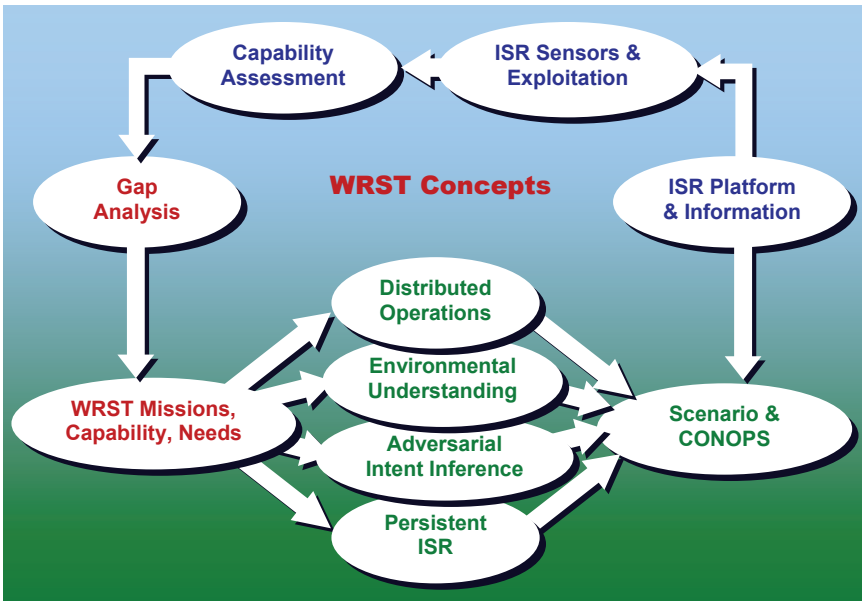 Capability
Assessment
ISR Sensors &
Exploitation
Gap
Analysis
WRST Concepts
ISR Platform
& Information
Distributed
Operations
Environmental
Understanding
WRST Missions,
Capability, Needs
Scenario &
CONOPS
Adversarial
Intent Inference
Persistent
ISR